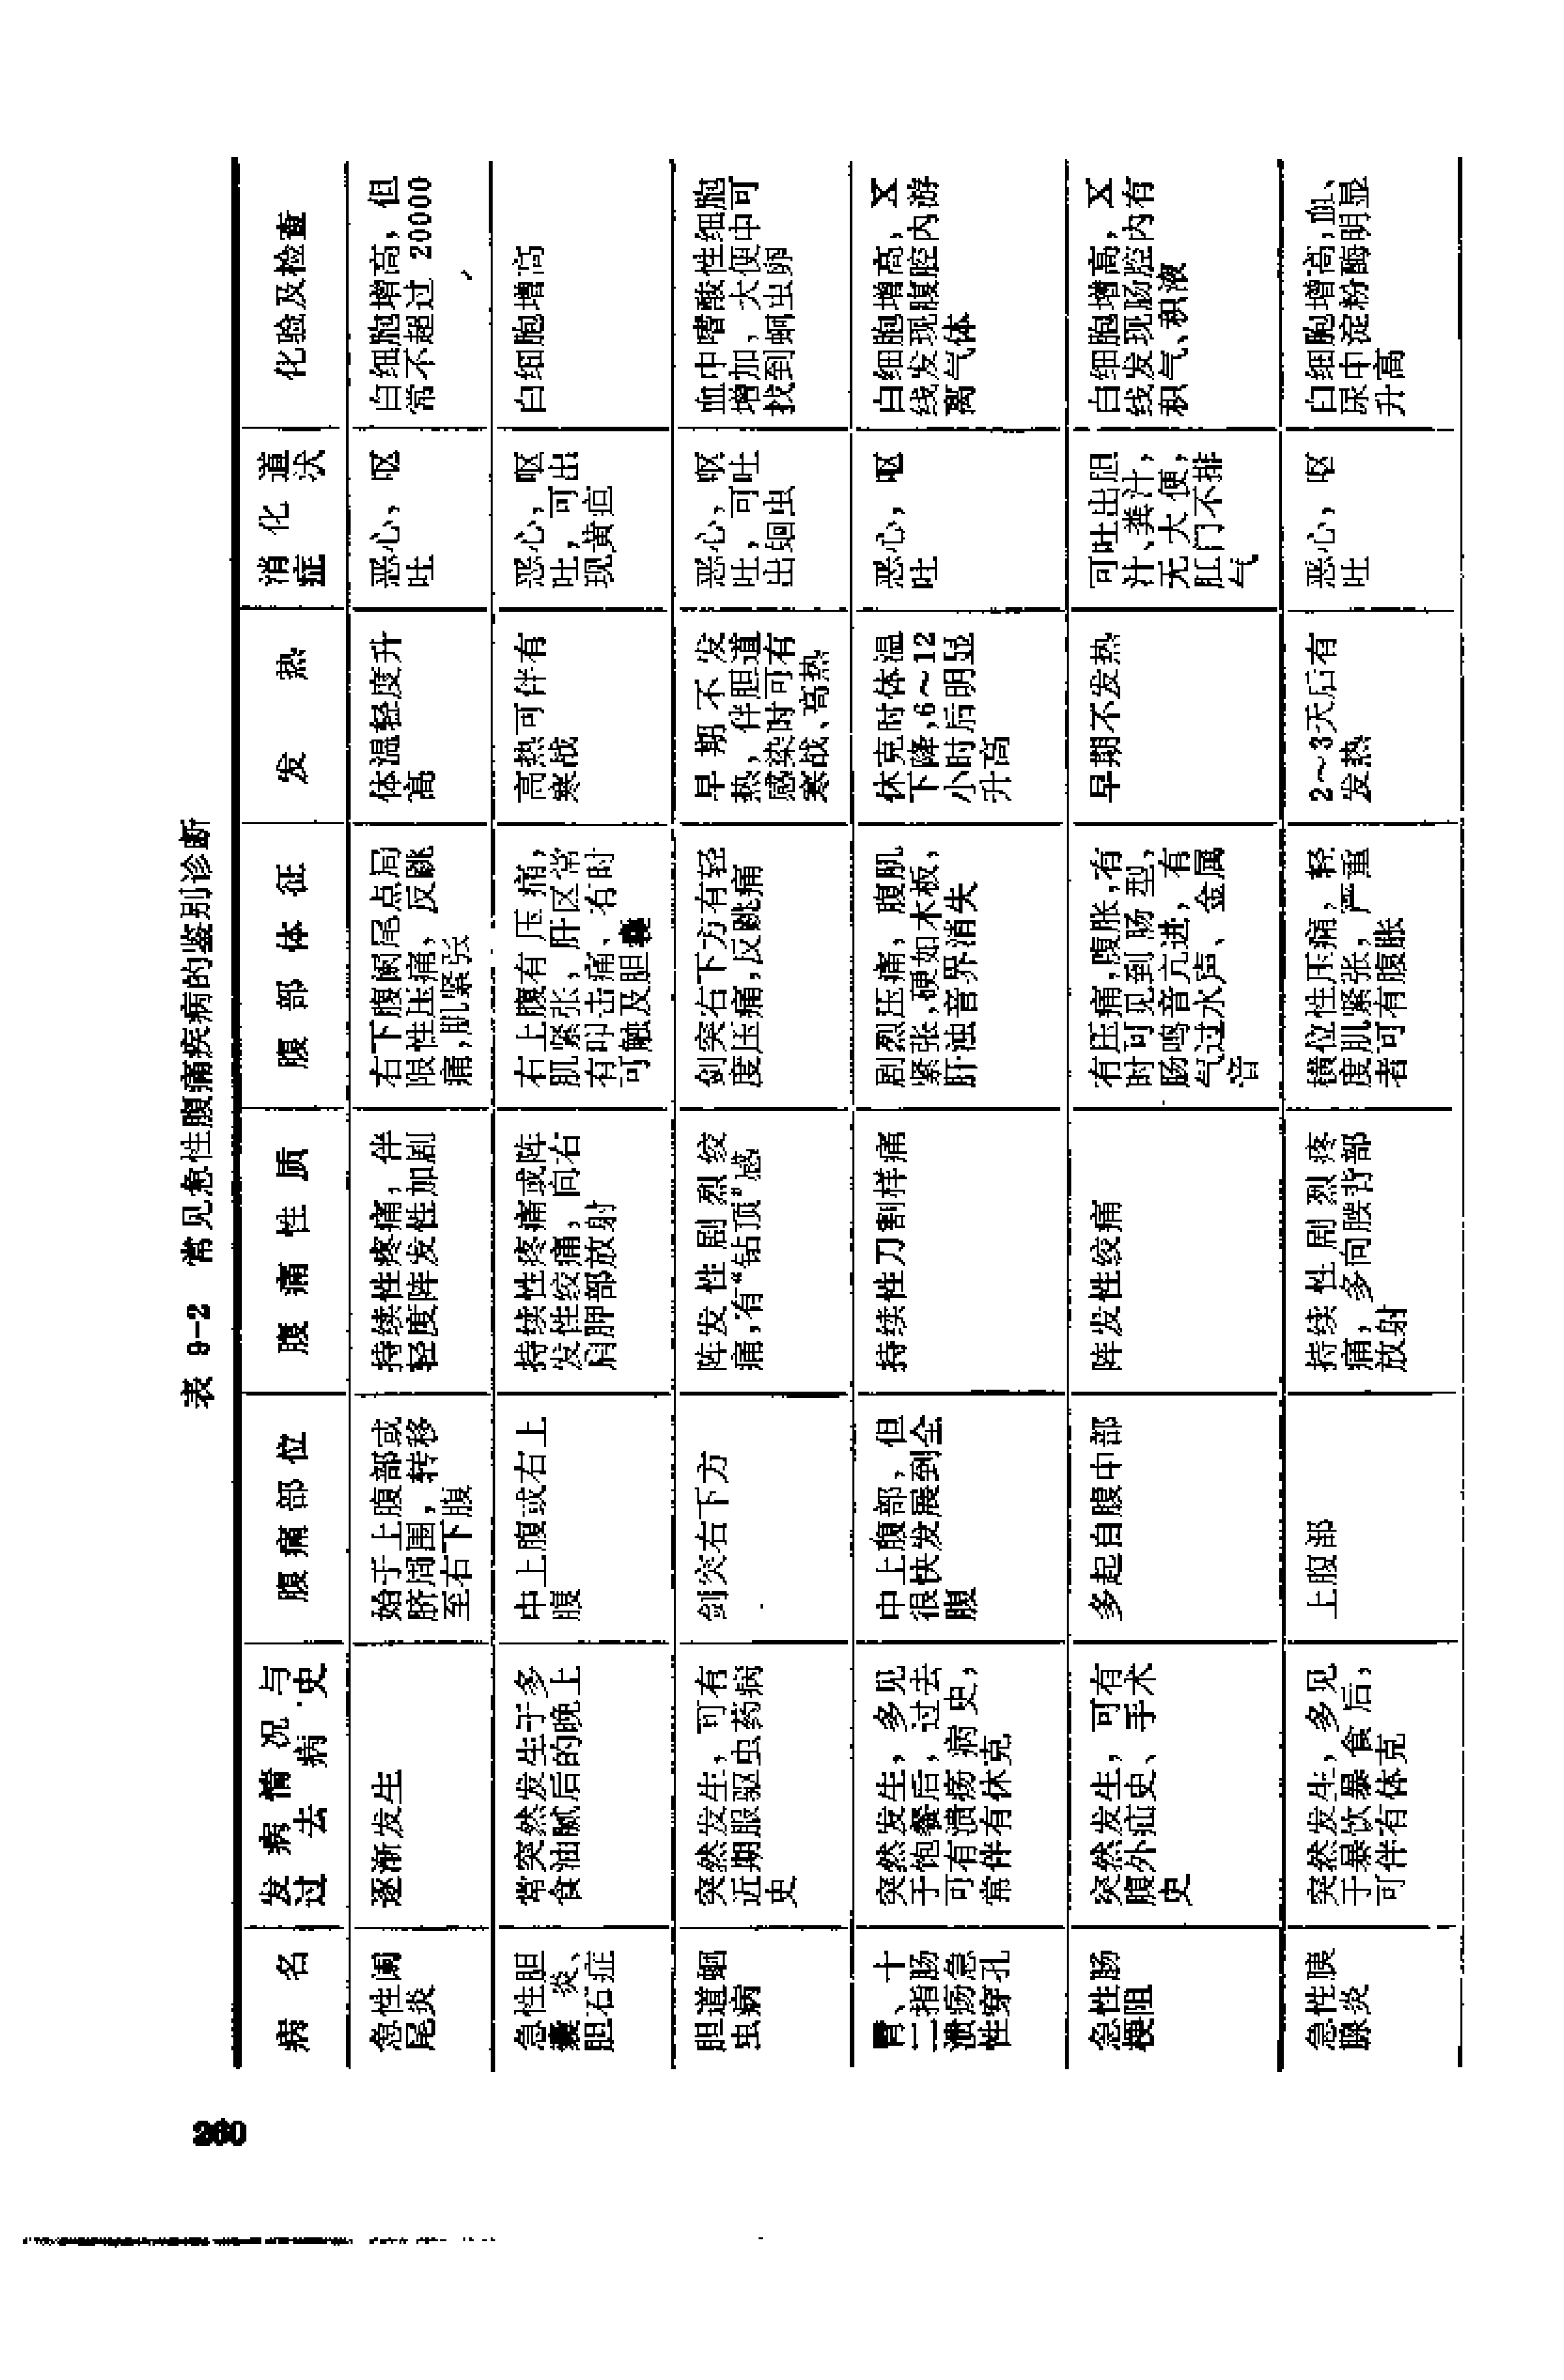 表 9-2 常见急性腹痛疾病的鉴别诊断
病名
发病情况与
过去病史
腹痛部位
腹痛性质
腹部体征
发热
消化道
症决
化验及检查
急性阑
尾炎
逐渐发生
始于上腹部或
脐周围，转移
至右下腹
持续性疼痛，伴
轻度阵发性加剧
右下腹阑尾点局
限性压痛，反跳
痛，肌紧张
体温轻度升
高
恶心，呕
吐
白细胞增高，但
常不超过 20000
急性胆
囊炎、
胆石症
常突然发生于多
食油腻后的晚上
中上腹或右上
腹
持续性疼痛或阵
发性绞痛，向右
肩胛部放射
右上腹有压痛，
肌紧张，肝区常
有叩击痛、有时
可触及胆囊
高热可伴有
寒战
恶心，呕
吐，可出
现黄疸
白细胞增高
胆道蛔
虫病
突然发生，可有
近期服驱虫药病
史
剑突右下方
阵发性剧烈绞
痛，有“钻顶”感
剑突右下方有轻
度压痛，反跳痛
早期不发
热，伴胆道
感染时可有
寒战、高热
恶心，呕
吐，可吐
出蛔虫
血中嗜酸性细胞
增加，大便中可
找到蛔虫卵
胃、十
二指肠
溃疡急
性穿孔
突然发生，多见
于饱餐后，过去
可有溃疡病史，
常伴有休克
中上腹部，但
很快发展到全
腹
持续性刀割样痛
剧烈压痛，腹肌
紧张，硬如木板，
肝浊音界消失
休克时体温
下降，6～12
小时后明显
升高
恶心，呕
吐
白细胞增高，X
线发现腹腔内游
离气体
急性肠
梗阻
突然发生，可有
腹外疝史、手术
史
多起自腹中部
阵发性绞痛
有压痛，腹胀，有
时可见到肠型，
肠鸣音亢进，有
气过水声、金属
音
早期不发热
可吐出胆
汁、粪汁，
无大便，
肛门不排
气
白细胞增高，X
线发现肠腔内有
积气、积液
急性胰
腺炎
突然发生，多见
于暴饮暴食后，
可伴有休克
上腹部
持续性剧烈疼
痛，多向腰背部
放射
横位性压痛，轻
度肌紧张，严重
者可有腹胀
2～3天后有
发热
恶心，呕
吐
白细胞增高，血、
尿中淀粉酶明显
升高
260